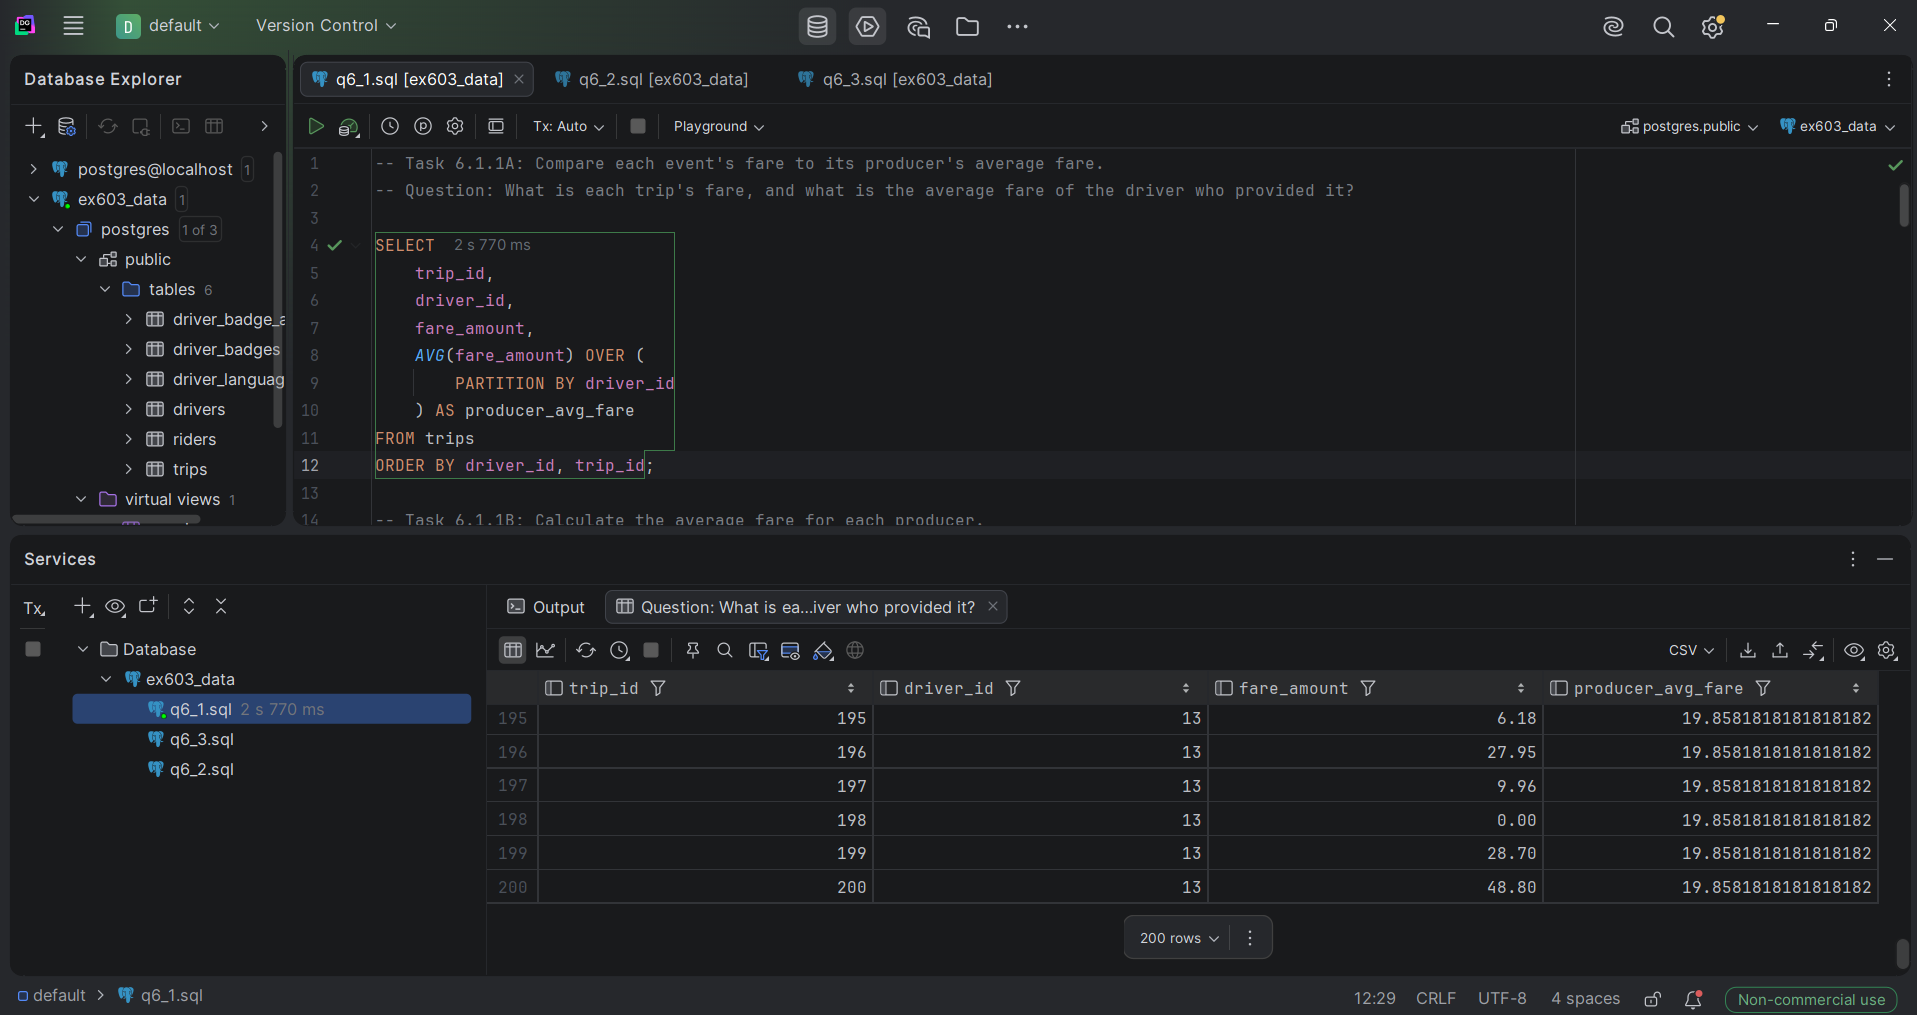 DG
D default
Version Control
Database Explorer
q6_1.sql [ex603_data]
q6_2.sql [ex603_data]
q6_3.sql [ex603_data]
Tx: Auto
Playground
postgres.public
ex603_data
postgres@localhost 1
ex603_data 1
postgres 1 of 3
public
tables 6
driver_badge_a
driver_badges
driver_languag
drivers
riders
trips
virtual views 1
1 -- Task 6.1.1A: Compare each event's fare to its producer's average fare.
2 -- Question: What is each trip's fare, and what is the average fare of the driver who provided it?
3
4 SELECT 2 s 770 ms
5 trip_id,
6 driver_id,
7 fare_amount,
8 AVG(fare_amount) OVER (
9 PARTITION BY driver_id
10 ) AS producer_avg_fare
11 FROM trips
12 ORDER BY driver_id, trip_id;
13
14 -- Task 6.1.1B: Calculate the average fare for each producer.
Services
Tx
Database
ex603_data
q6_1.sql 2 s 770 ms
q6_3.sql
q6_2.sql
Output
Question: What is ea...iver who provided it?
CSV
trip_id driver_id fare_amount producer_avg_fare
195 195 13 6.18 19.8581818181818182
196 196 13 27.95 19.8581818181818182
197 197 13 9.96 19.8581818181818182
198 198 13 0.00 19.8581818181818182
199 199 13 28.70 19.8581818181818182
200 200 13 48.80 19.8581818181818182
200 rows
default > q6_1.sql
12:29 CRLF UTF-8 4 spaces Non-commercial use